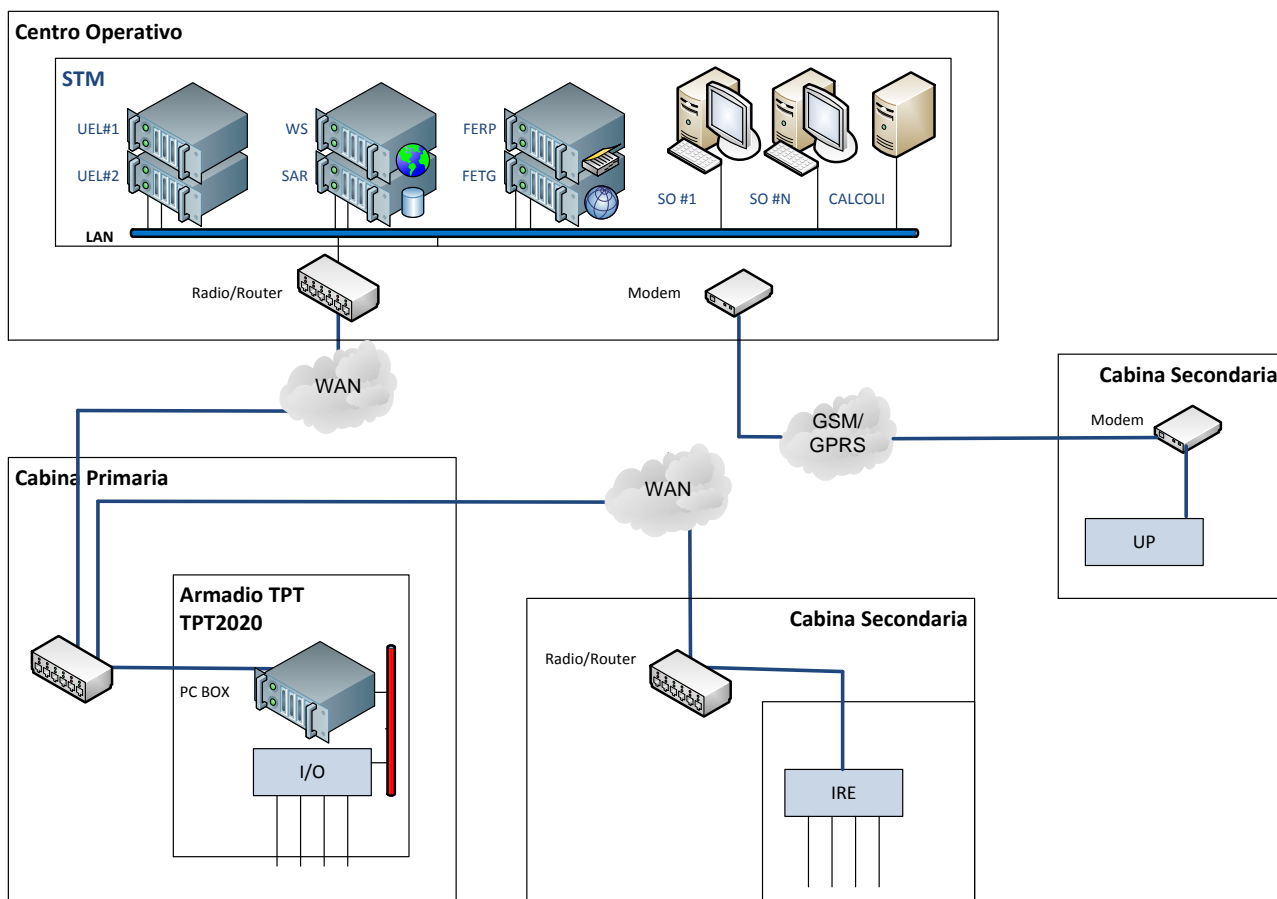 Centro Operativo
STM
UEL#1
WS
FERP
UEL#2
SAR
FETG
SO #1
SO #N
CALCOLI
LAN
Radio/Router
Modem
WAN
Cabina Secondaria
Modem
GSM/
GPRS
Cabina Primaria
WAN
UP
Armadio TPT
TPT2020
Cabina Secondaria
Radio/Router
PC BOX
I/O
IRE